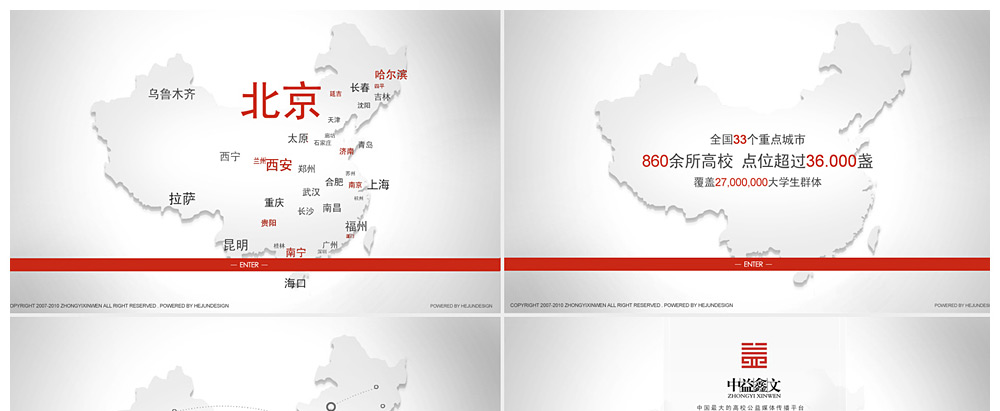 哈尔滨
四平
长春
乌鲁木齐
延吉
吉林
北京
沈阳
天津
太原
廊坊
石家庄
青岛
济南
西宁
兰州
西安
郑州
苏州
合肥
南京
上海
武汉
杭州
拉萨
重庆
长沙
南昌
贵阳
福州
厦门
昆明
桂林
南宁
广州
深圳
— ENTER —
海口
OPYRIGHT 2007-2010 ZHONGYIXINWEN ALL RIGHT RESERVED . POWERED BY HEJUNDESIGN
POWERED BY HEJUNDESIGN
全国33个重点城市
860余所高校 点位超过36.000盏
覆盖27,000,000大学生群体
— ENTER —
COPYRIGHT 2007-2010 ZHONGYIXINWEN ALL RIGHT RESERVED . POWERED BY HEJUNDESIGN
POWERED BY HEJUNDES
中益鑫文
ZHONGYI XINWEN
中国最大的高校公益媒体传播平台